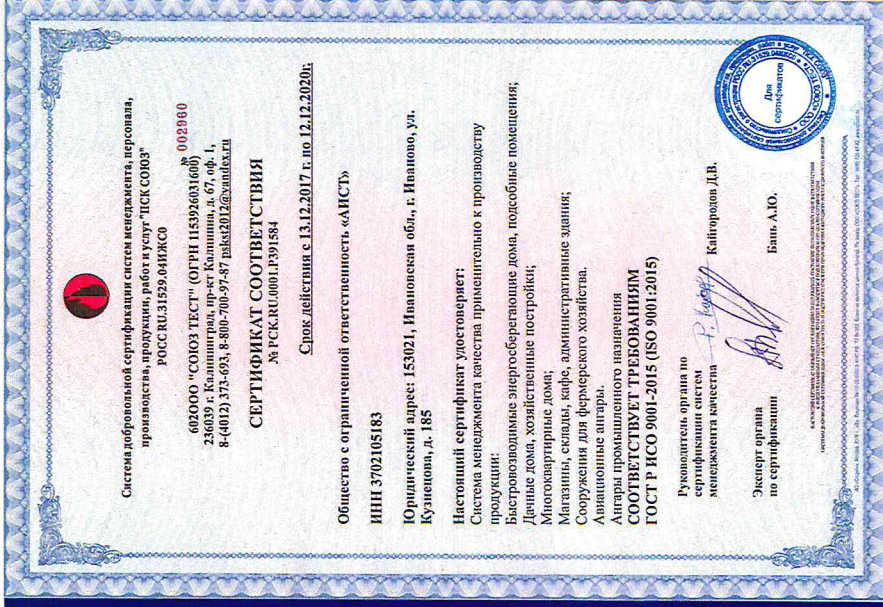 Система добровольной сертификации систем менеджмента, персонала,
производства, продукции, работ и услуг "ПСК СОЮЗ"
РОСС RU.31529.04ИЖС0
№ 002960
602ООО "СОЮЗ ТЕСТ" (ОГРН 1153926031600)
236039 г. Калининград, пр-кт Калинина, д. 67, оф. 1,
8-(4012) 373-693, 8-800-700-97-87 pskst2012@yandex.ru
СЕРТИФИКАТ СООТВЕТСТВИЯ
№ РСК.RU.0001.Р391584
Срок действия с 13.12.2017 г. по 12.12.2020г.
Общество с ограниченной ответственность «АИСТ»
ИНН 3702105183
Юридический адрес: 153021, Ивановская обл., г. Иваново, ул.
Кузнецова, д. 185
Настоящий сертификат удостоверяет:
Система менеджмента качества применительно к производству
продукции:
Быстровозводимые энергосберегающие дома, подсобные помещения;
Дачные дома, хозяйственные постройки;
Многоквартирные дома;
Магазины, склады, кафе, административные здания;
Сооружения для фермерского хозяйства.
Авиационные ангары.
Ангары промышленного назначения
СООТВЕТСТВУЕТ ТРЕБОВАНИЯМ
ГОСТ Р ИСО 9001-2015 (ISO 9001:2015)
Руководитель органа по
сертификации систем
менеджмента качества Кайгородов Д.В.
Эксперт органа
по сертификации Бань А.Ю.
Для
сертификатов